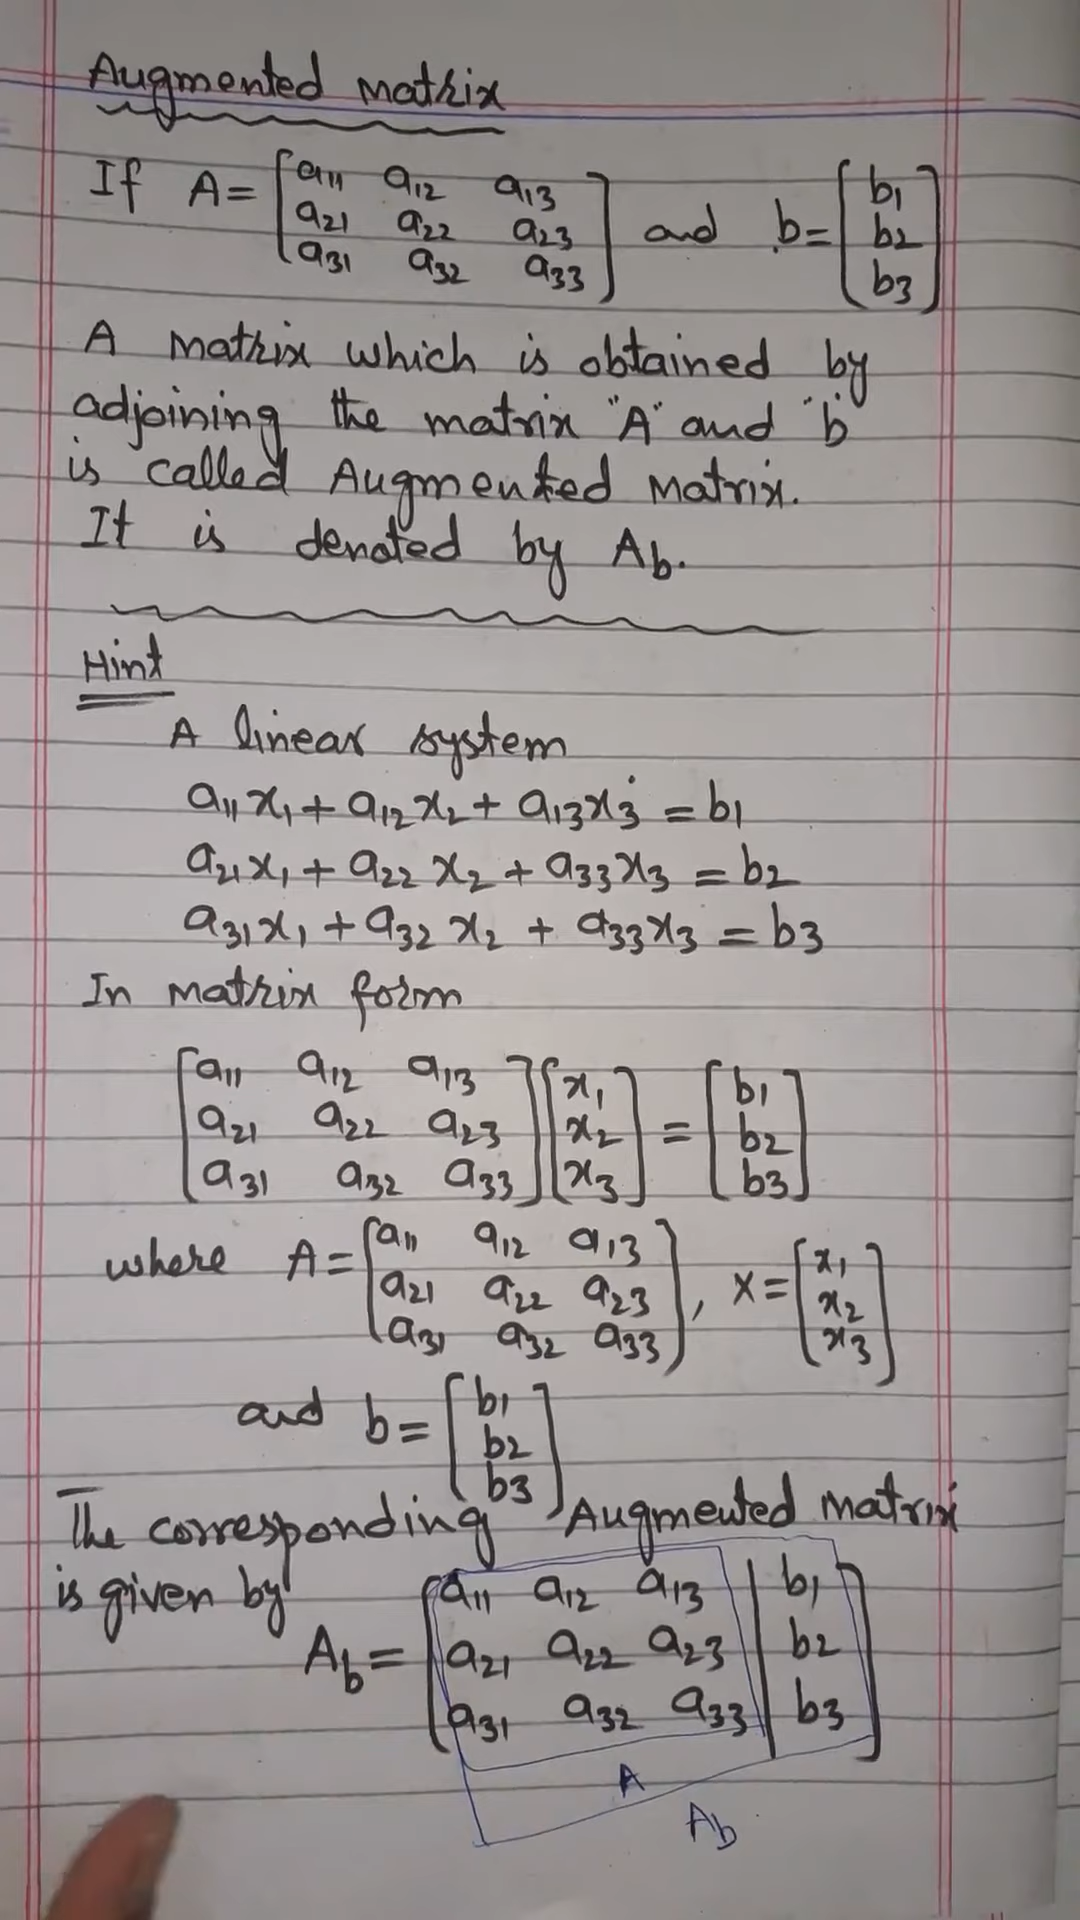 Augmented matrix
If A = [a11 a12 a13
a21 a22 a23
a31 a32 a33] and b = [b1
b2
b3]
A matrix which is obtained by
adjoining the matrix "A" and "b"
is called Augmented Matrix.
It is denoted by Ab.
Hint
A linear system
a11x1 + a12x2 + a13x3 = b1
a21x1 + a22x2 + a33x3 = b2
a31x1 + a32x2 + a33x3 = b3
In matrix form
[a11 a12 a13
a21 a22 a23
a31 a32 a33] [x1
x2
x3] = [b1
b2
b3]
where A = [a11 a12 a13
a21 a22 a23
a31 a32 a33], x = [x1
x2
x3]
and b = [b1
b2
b3]
The corresponding Augmented matrix
is given by
Ab = [a11 a12 a13 | b1
a21 a22 a23 | b2
a31 a32 a33 | b3]
A
Ab